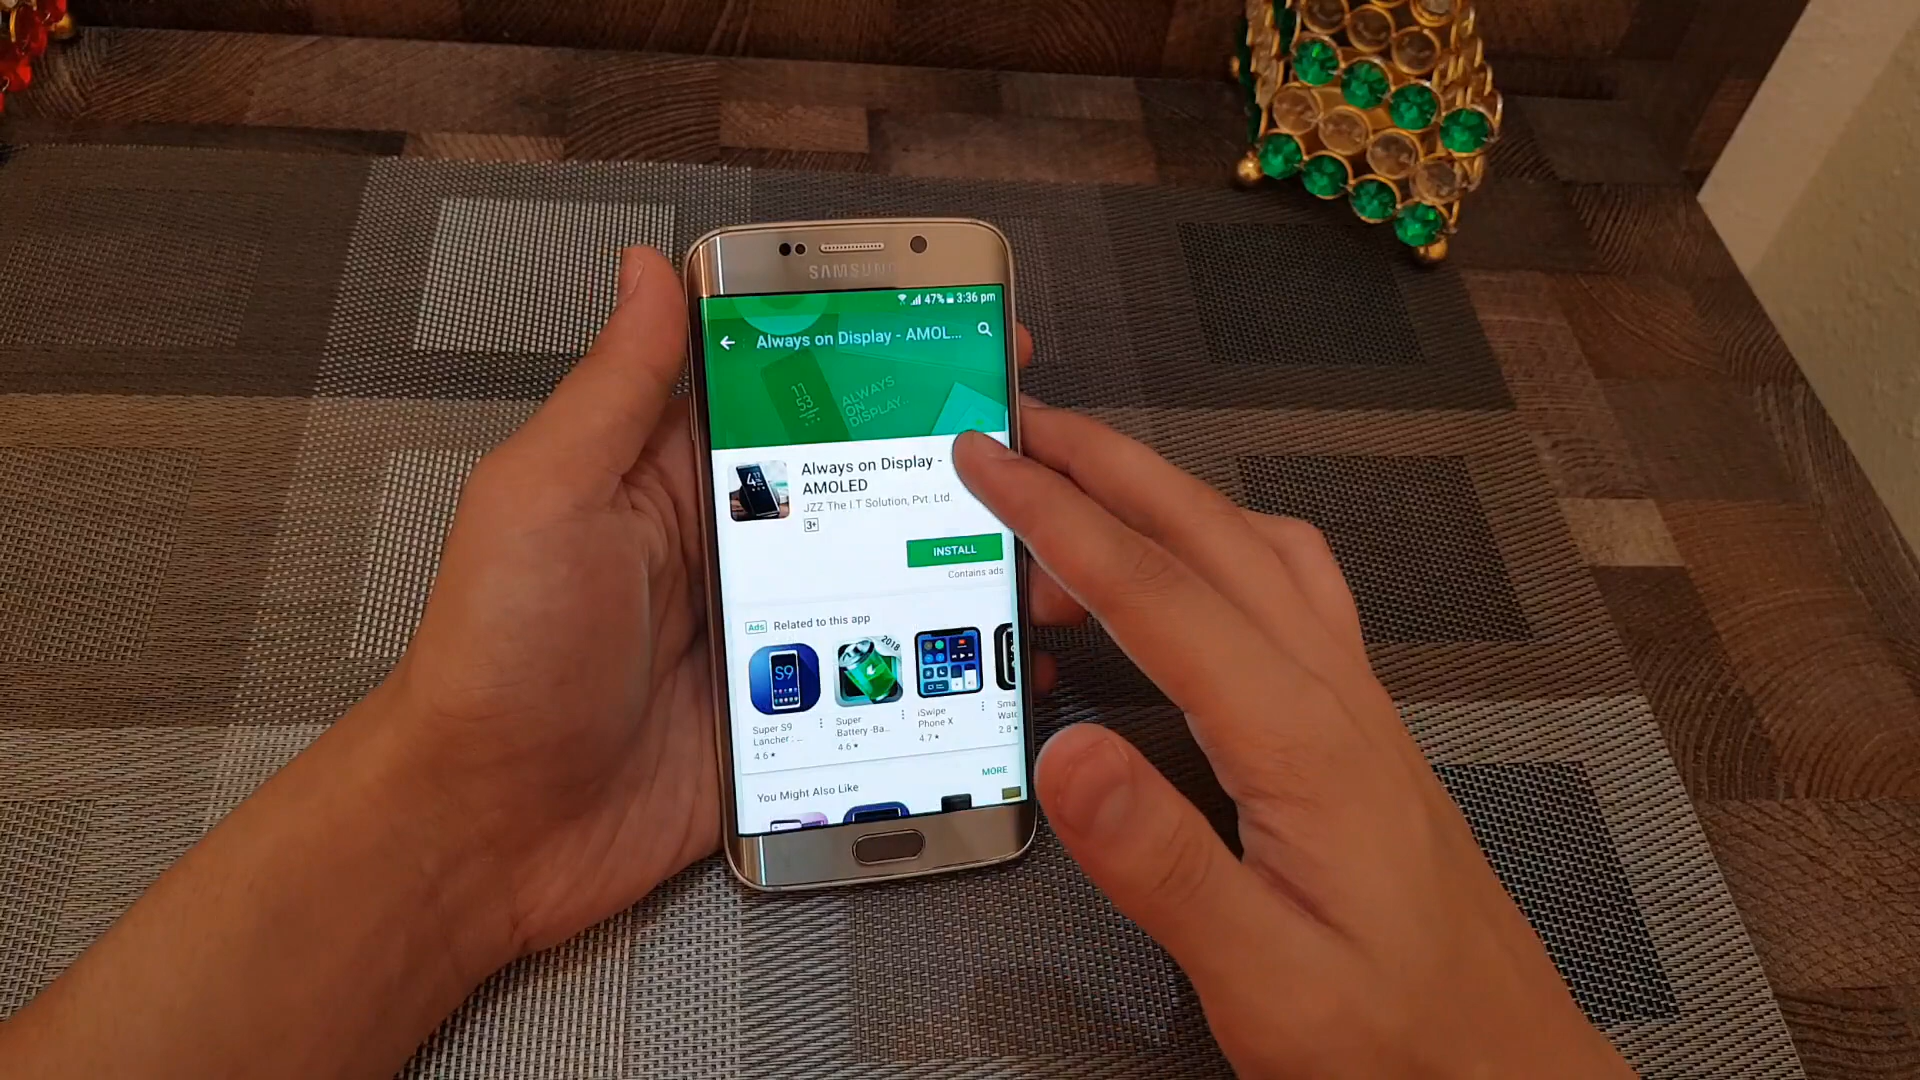 SAMSUNG
47% 3:36 pm
Always on Display - AMOL...
11
53
ALWAYS
ON
DISPLAY..
Always on Display -
AMOLED
JZZ The I.T Solution, Pvt. Ltd.
3+
INSTALL
Contains ads
Ads Related to this app
S9
2018
Super S9
Lancher : ...
4.6★
Super
Battery -Ba...
4.6★
iSwipe
Phone X
4.7★
Sma
Watc
2.8★
MORE
You Might Also Like